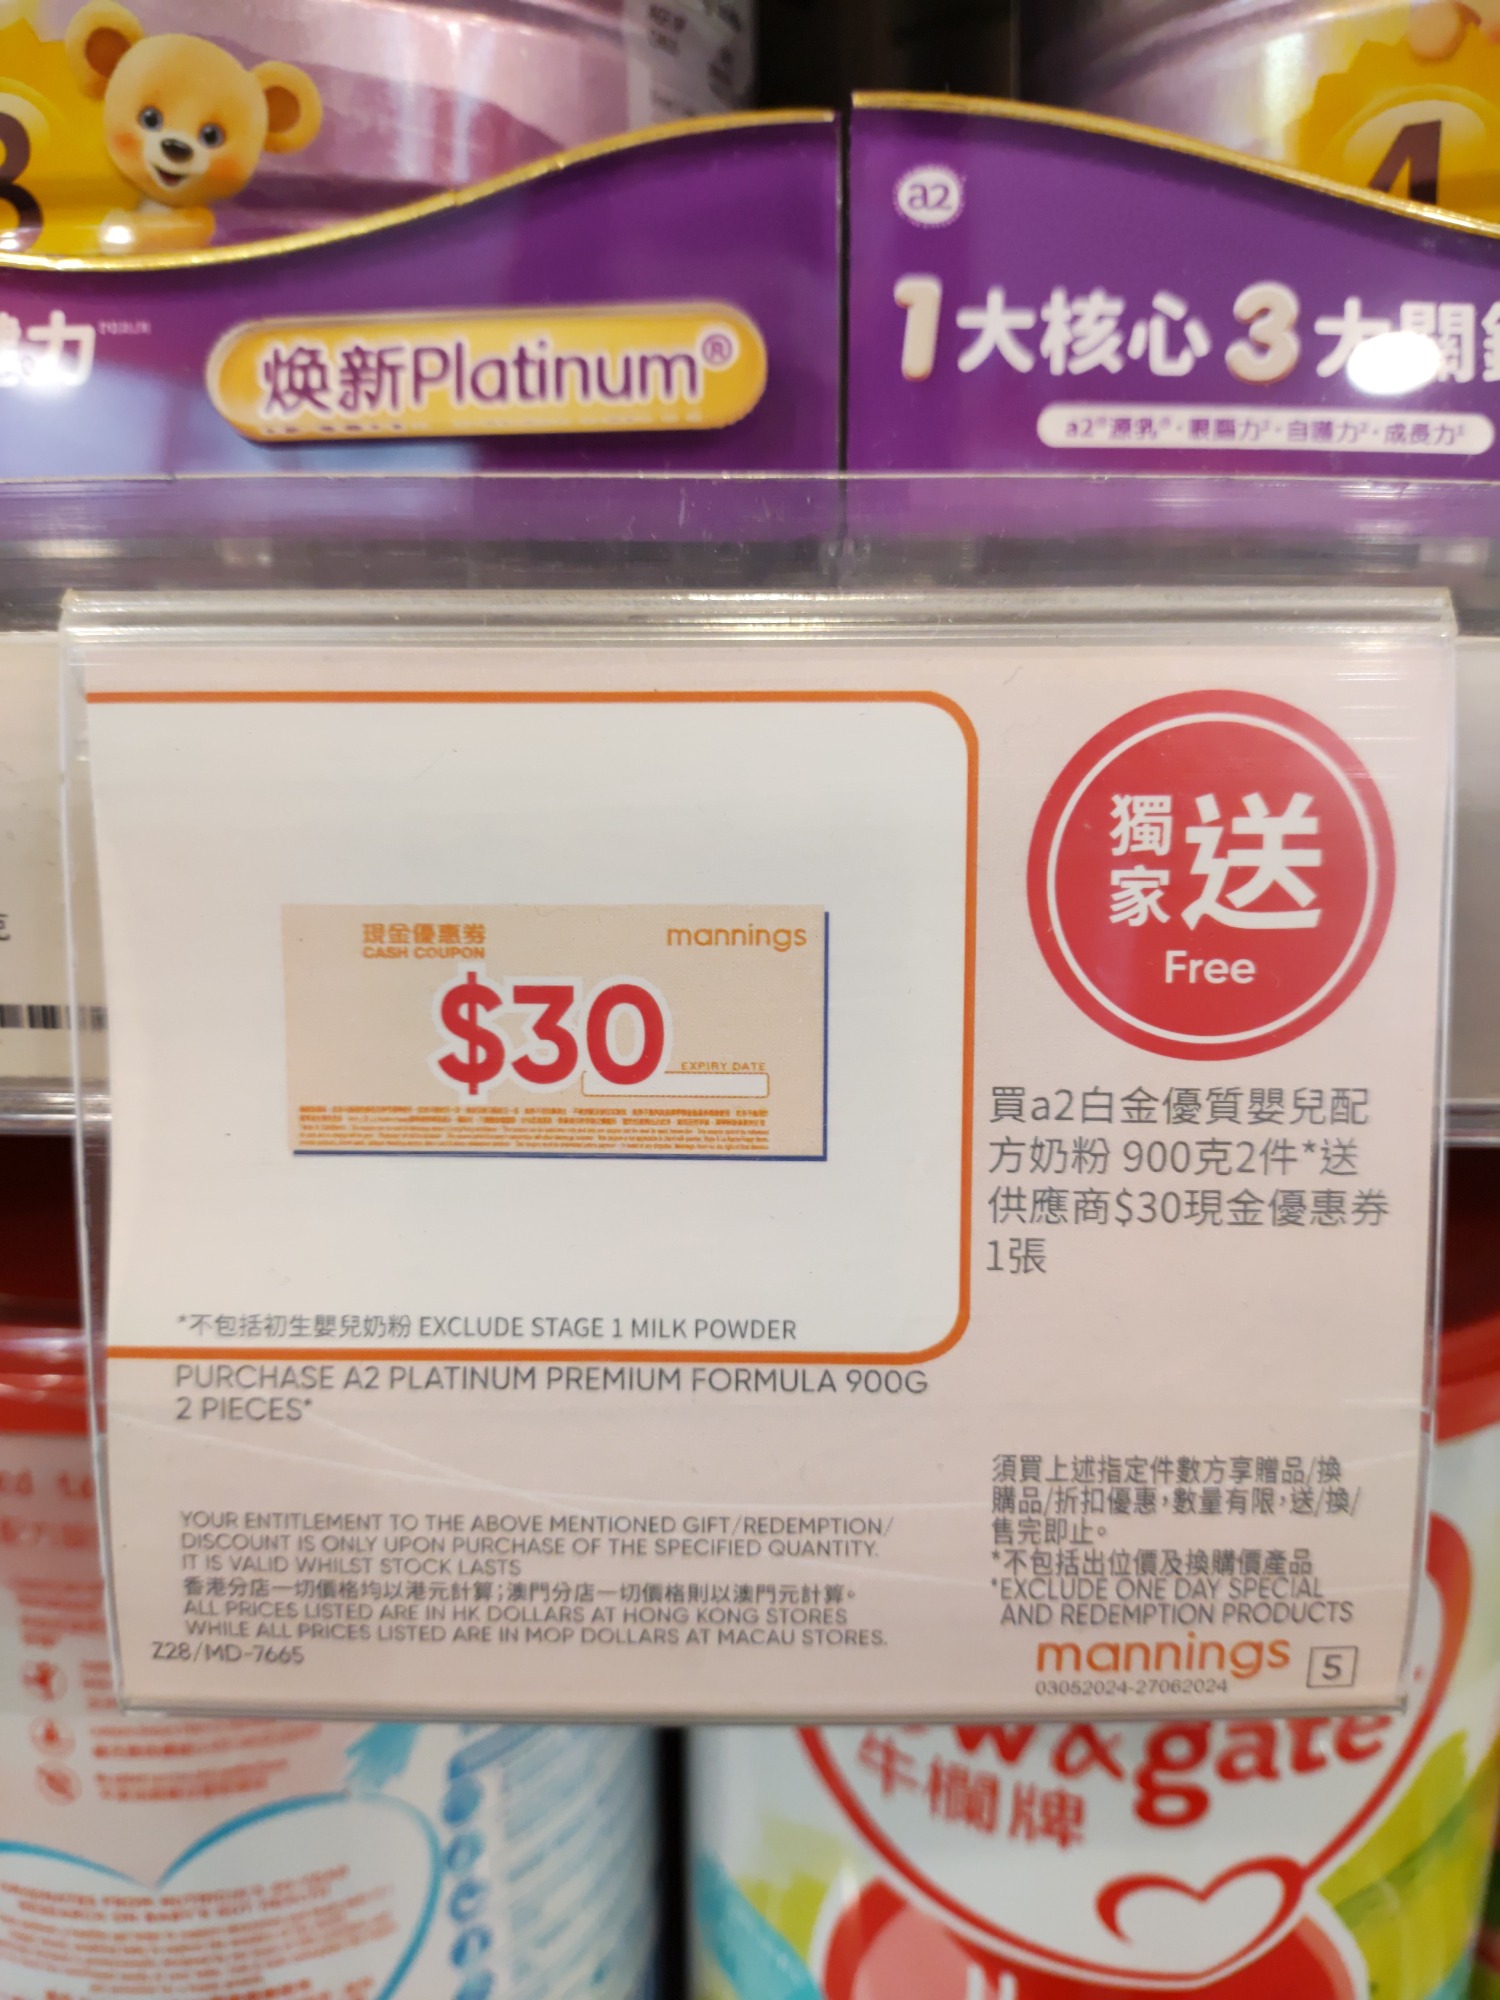 3
4
力
煥新Platinum®
a2
1大核心3大關鍵
a2®源乳®·眼腦力‡·自護力‡·成長力‡
現金優惠券
CASH COUPON
mannings
$30
EXPIRY DATE
獨家送
Free
買a2白金優質嬰兒配
方奶粉 900克2件*送
供應商$30現金優惠券
1張
*不包括初生嬰兒奶粉 EXCLUDE STAGE 1 MILK POWDER
PURCHASE A2 PLATINUM PREMIUM FORMULA 900G
2 PIECES*
YOUR ENTITLEMENT TO THE ABOVE MENTIONED GIFT/REDEMPTION/
DISCOUNT IS ONLY UPON PURCHASE OF THE SPECIFIED QUANTITY.
IT IS VALID WHILST STOCK LASTS
香港分店一切價格均以港元計算;澳門分店一切價格則以澳門元計算。
ALL PRICES LISTED ARE IN HK DOLLARS AT HONG KONG STORES
WHILE ALL PRICES LISTED ARE IN MOP DOLLARS AT MACAU STORES.
Z28/MD-7665
須買上述指定件數方享贈品/換
購品/折扣優惠,數量有限,送/換/
售完即止。
*不包括出位價及換購價產品
*EXCLUDE ONE DAY SPECIAL
AND REDEMPTION PRODUCTS
mannings 5
03052024-27062024
w&gate
牛欄牌